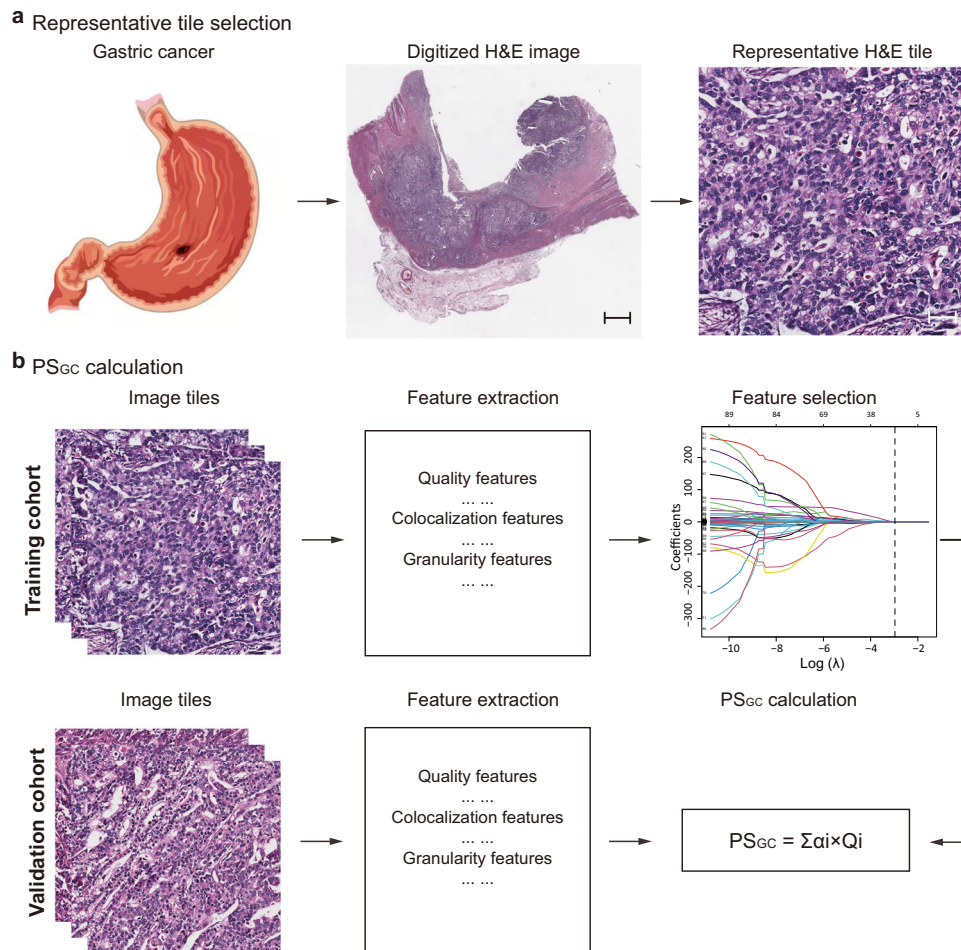 a Representative tile selection
Gastric cancer
Digitized H&E image
Representative H&E tile
b PSGC calculation
Image tiles
Feature extraction
Feature selection
Training cohort
Quality features
... ...
Colocalization features
... ...
Granularity features
... ...
89 84 69 38 5
Coefficients
200
100
0
−100
−200
−300
−10 −8 −6 −4 −2
Log (λ)
Image tiles
Feature extraction
PSGC calculation
Validation cohort
Quality features
... ...
Colocalization features
... ...
Granularity features
... ...
PSGC = Σαi×Qi